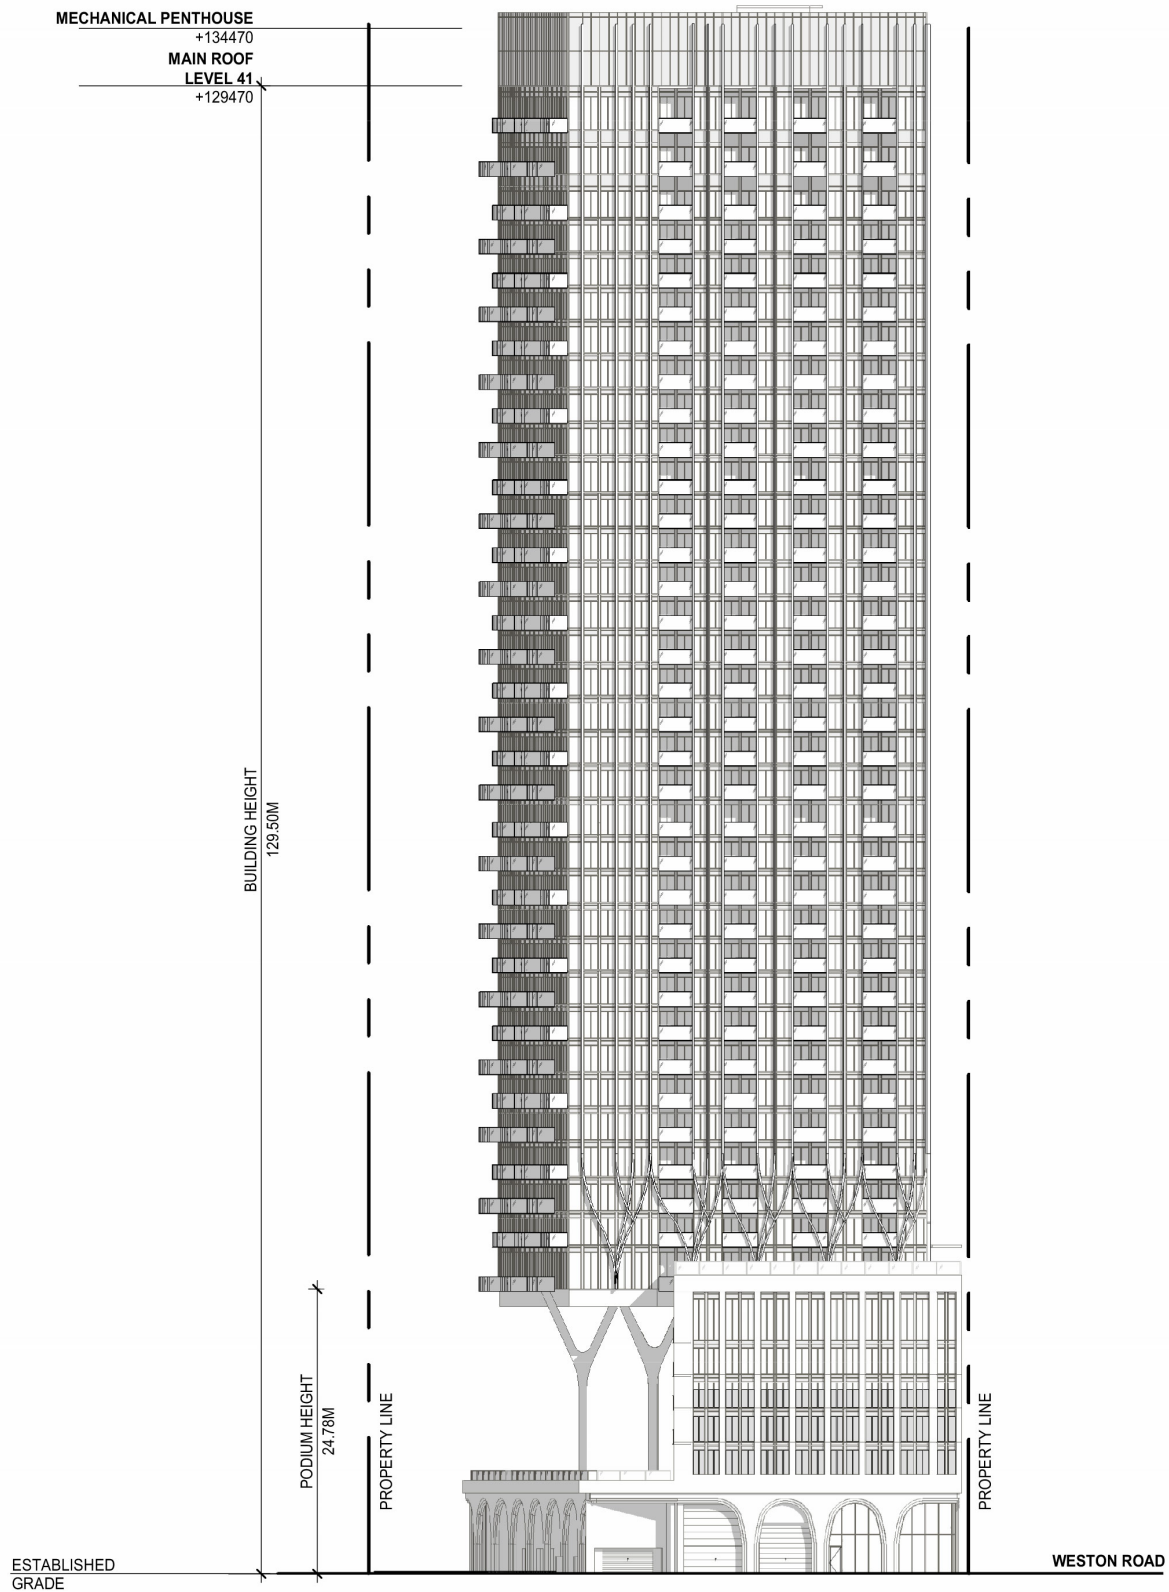 MECHANICAL PENTHOUSE
+134470
MAIN ROOF
LEVEL 41
+129470
BUILDING HEIGHT
129.50M
PODIUM HEIGHT
24.78M
PROPERTY LINE
PROPERTY LINE
ESTABLISHED
GRADE
WESTON ROAD